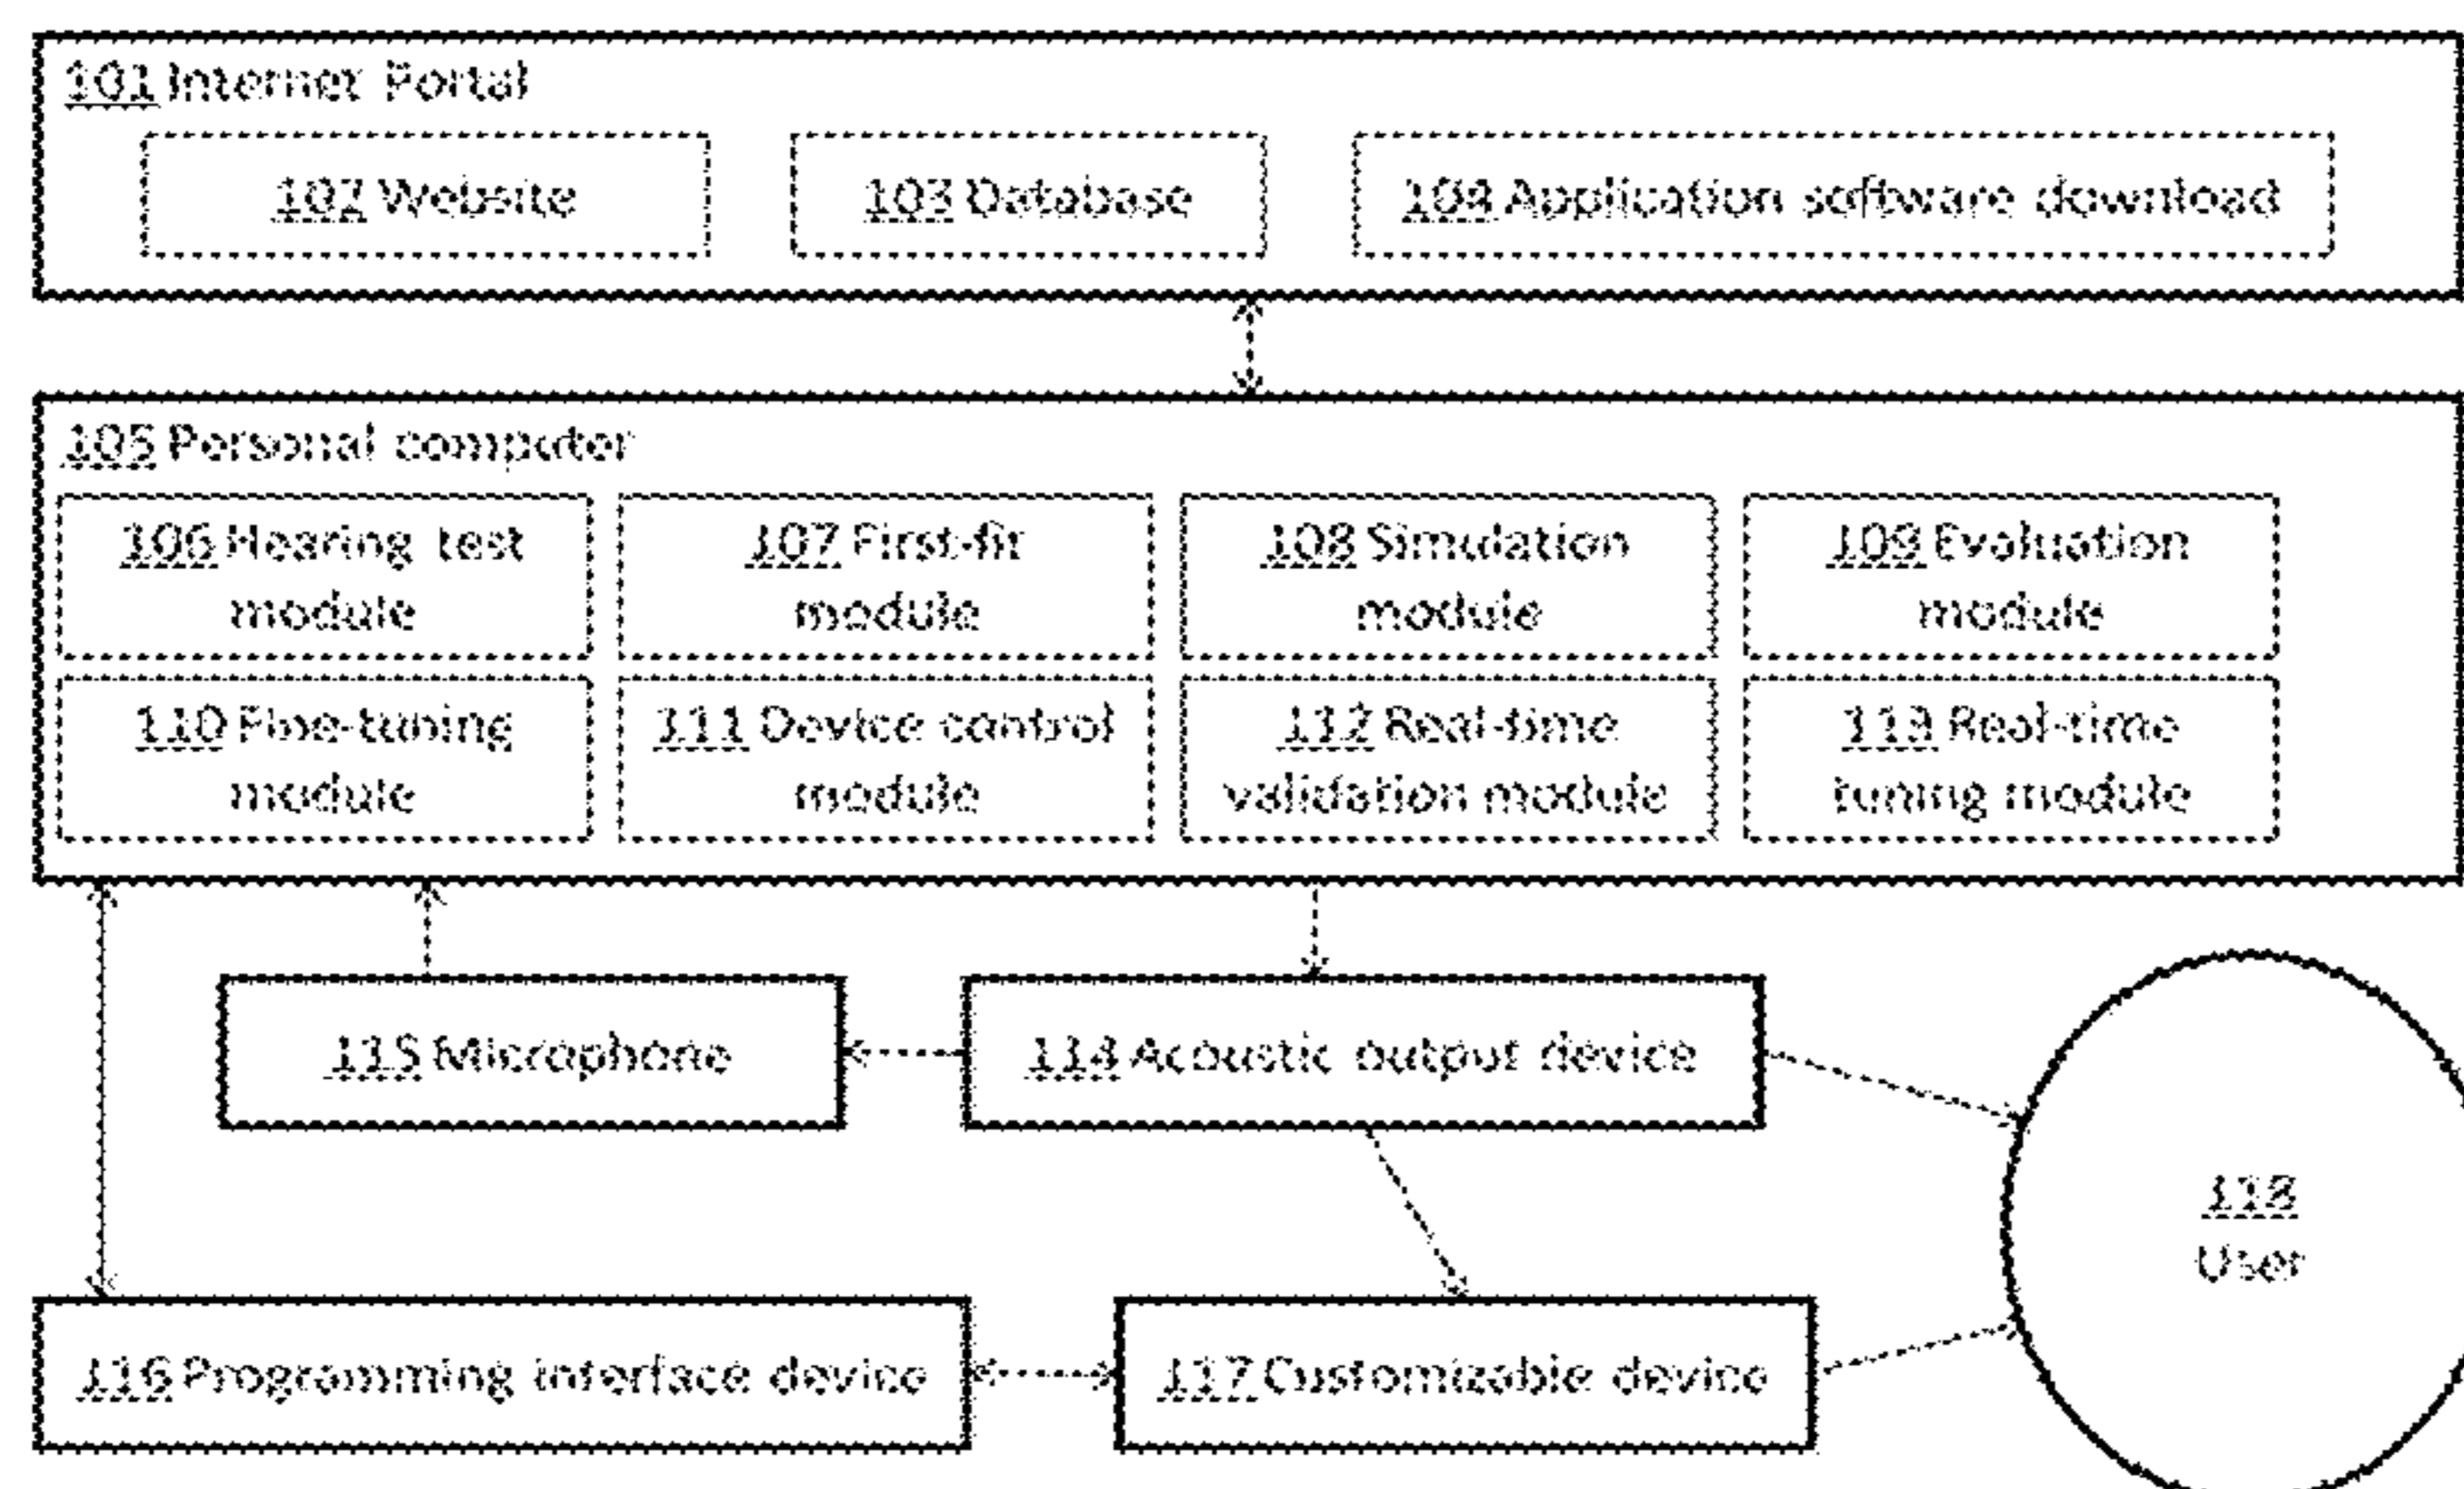 101 Internet Portal
102 Website
103 Database
104 Application software download
105 Personal computer
106 Hearing test
module
107 First-fit
module
108 Simulation
module
109 Evaluation
module
110 Fine-tuning
module
111 Device control
module
112 Real-time
validation module
113 Real-time
tuning module
115 Microphone
114 Acoustic output device
118
User
116 Programming interface device
117 Customizable device